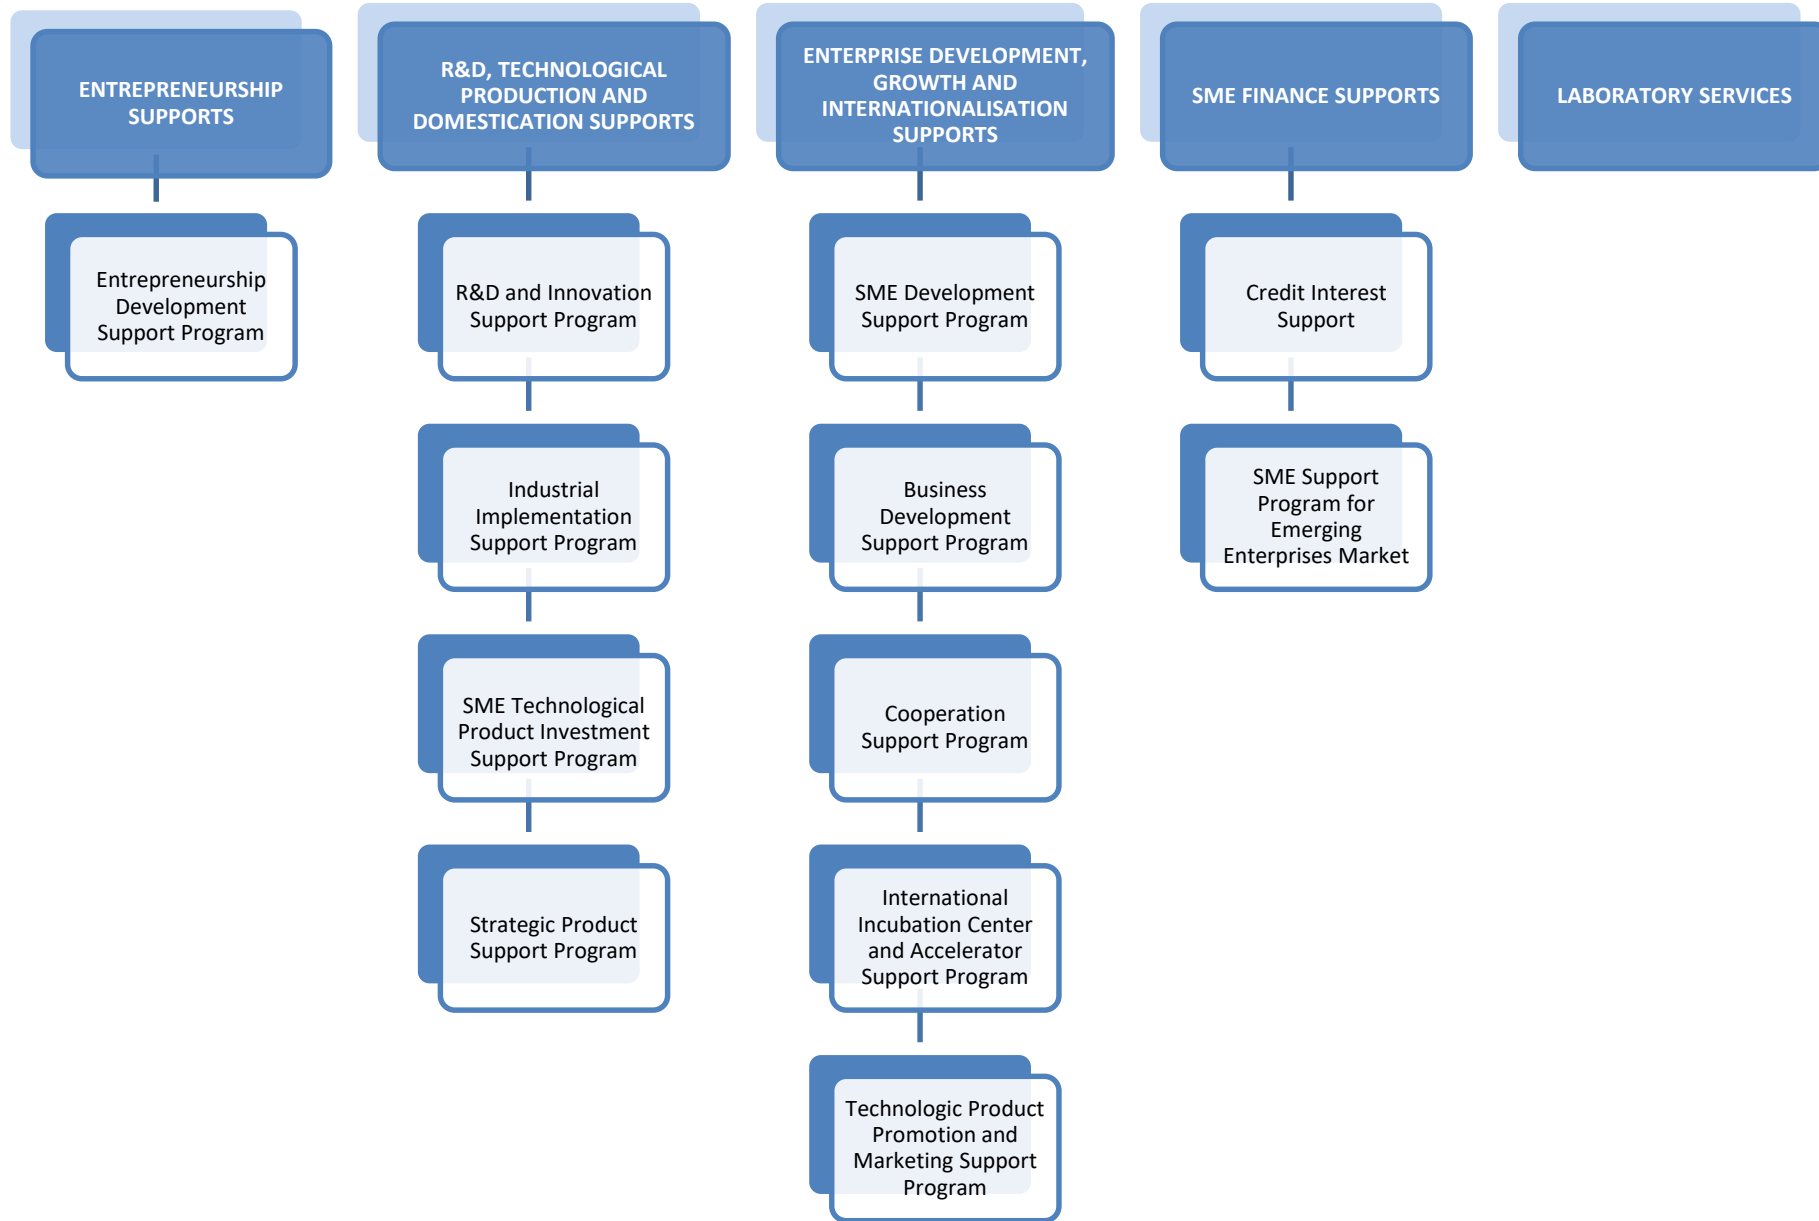 ENTREPRENEURSHIP
SUPPORTS
Entrepreneurship
Development
Support Program
R&D, TECHNOLOGICAL
PRODUCTION AND
DOMESTICATION SUPPORTS
R&D and Innovation
Support Program
Industrial
Implementation
Support Program
SME Technological
Product Investment
Support Program
Strategic Product
Support Program
ENTERPRISE DEVELOPMENT,
GROWTH AND
INTERNATIONALISATION
SUPPORTS
SME Development
Support Program
Business
Development
Support Program
Cooperation
Support Program
International
Incubation Center
and Accelerator
Support Program
Technologic Product
Promotion and
Marketing Support
Program
SME FINANCE SUPPORTS
Credit Interest
Support
SME Support
Program for
Emerging
Enterprises Market
LABORATORY SERVICES